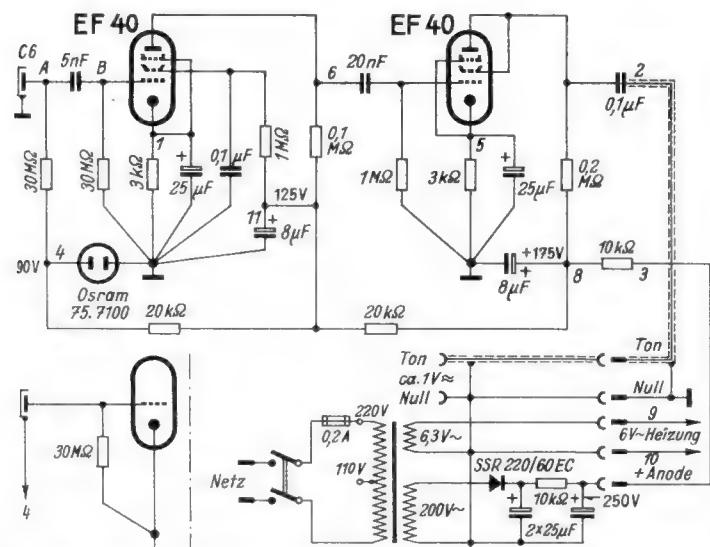 EF 40
EF 40
C6
A
5nF
B
6
20nF
2
0,1µF
1
5
30MΩ
30MΩ
3kΩ
+
25 µF
0,1µF
1MΩ
0,1 MΩ
1MΩ
3kΩ
+
25µF
0,2 MΩ
125V
11
+
8µF
+175V
+
8µF
8
10kΩ
3
4
90V
Osram
75.7100
20kΩ
20kΩ
Ton
ca.1V≈
Null
Ton
Null
9
6V~Heizung
10
+Anode
30MΩ
4
Netz
0,2A
220V
110V
6,3V~
200V~
SSR 220/60 EC
+
10kΩ
+
250V
2×25µF